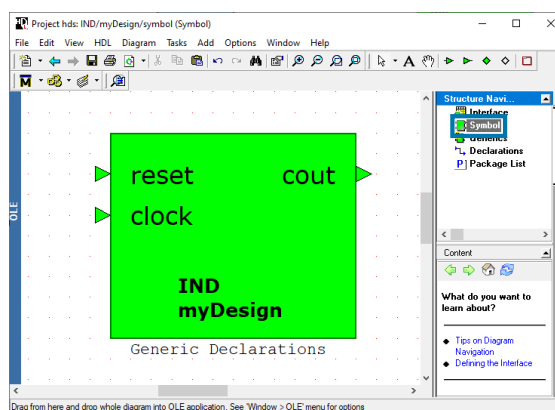 Project hds: IND/myDesign/symbol (Symbol)
File Edit View HDL Diagram Tasks Add Options Window Help
A
M
Structure Navi...
Interface
Symbol
Generics
Declarations
P] Package List
OLE
reset cout
clock
IND
myDesign
Generic Declarations
Content
What do you want to
learn about?
Tips on Diagram
Navigation
Defining the Interface
Drag from here and drop whole diagram into OLE application. See 'Window > OLE' menu for options